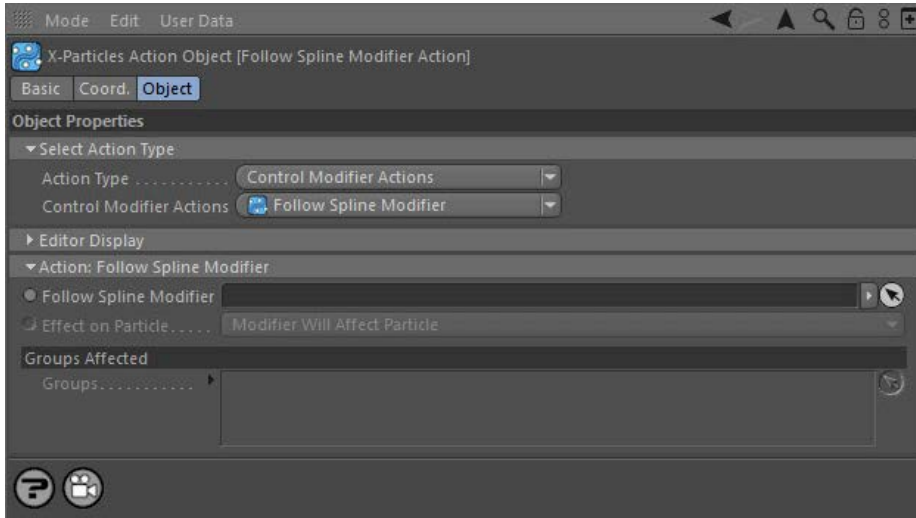 Mode Edit User Data
X-Particles Action Object [Follow Spline Modifier Action]
Basic Coord. Object
Object Properties
Select Action Type
Action Type ........... Control Modifier Actions
Control Modifier Actions Follow Spline Modifier
Editor Display
Action: Follow Spline Modifier
Follow Spline Modifier
Effect on Particle..... Modifier Will Affect Particle
Groups Affected
Groups...........